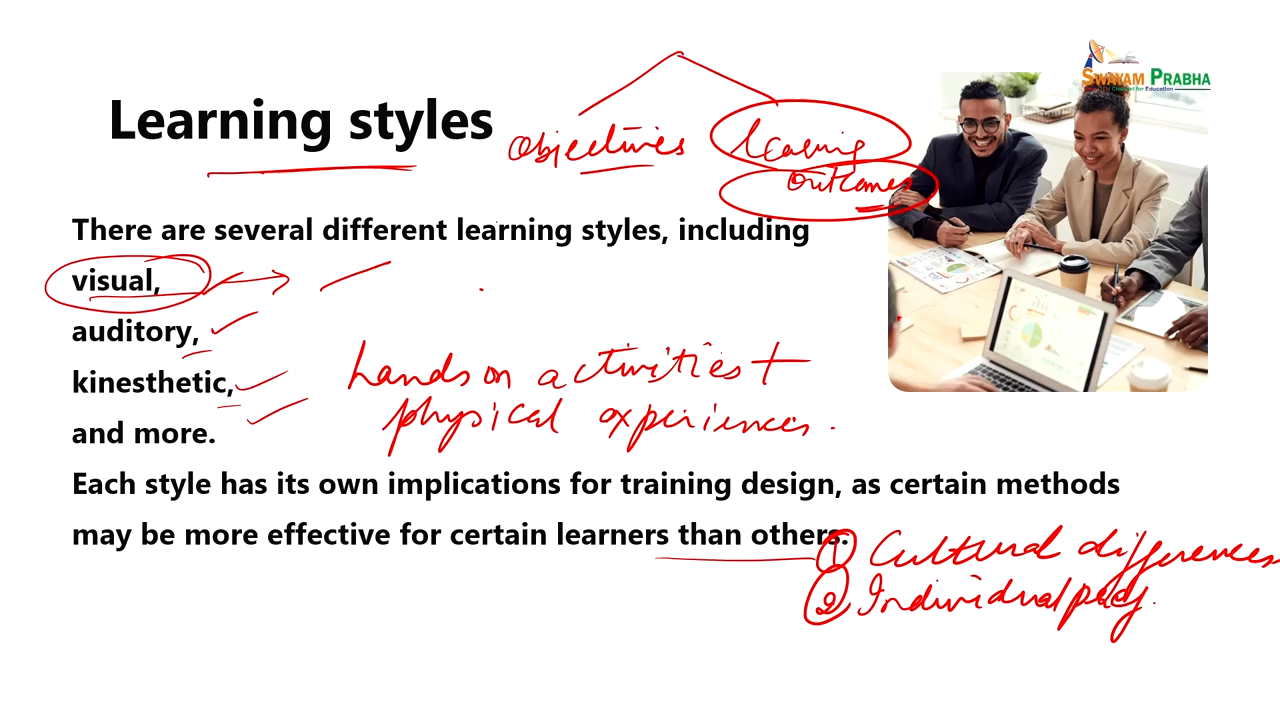 SWAYAM PRABHA
Learning styles
objectives learning
outcomes
There are several different learning styles, including
visual,
auditory,
kinesthetic,
and more.
hands on activities +
physical experiences.
Each style has its own implications for training design, as certain methods
may be more effective for certain learners than others.
① Cultural differences
② Individual